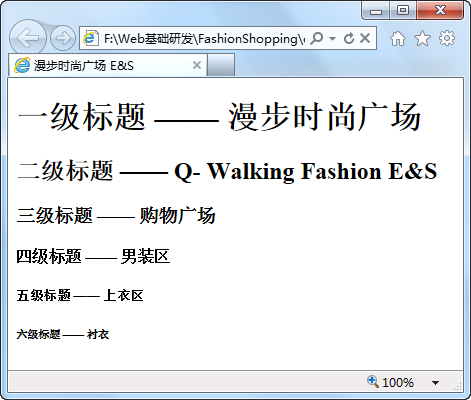 F:\Web基础研发\FashionShopping\
漫步时尚广场 E&S
一级标题 —— 漫步时尚广场
二级标题 —— Q- Walking Fashion E&S
三级标题 —— 购物广场
四级标题 —— 男装区
五级标题 —— 上衣区
六级标题 —— 衬衣
100%